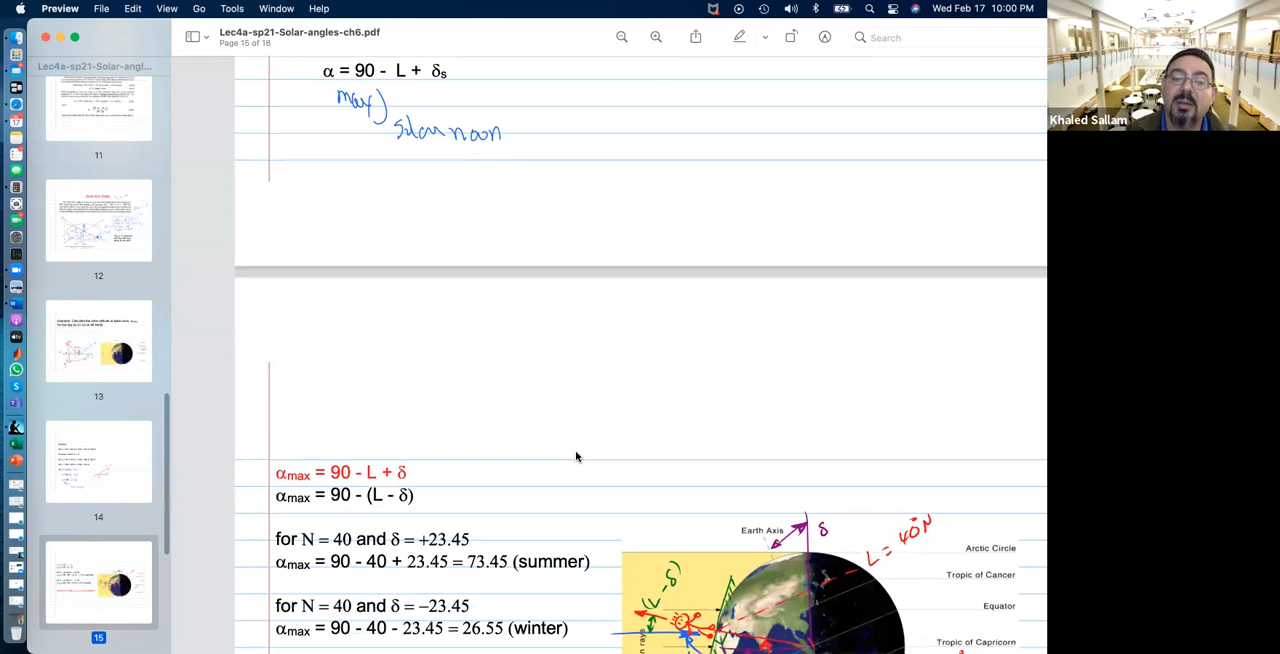 Preview File Edit View Go Tools Window Help
Wed Feb 17 10:00 PM
Lec4a-sp21-Solar-angles-ch6.pdf
Page 15 of 18
Search
Lec4a-sp21-Solar-angl...
11
12
13
14
15
α = 90 - L + δs
max)
Solar noon
αmax = 90 - L + δ
αmax = 90 - (L - δ)
for N = 40 and δ = +23.45
αmax = 90 - 40 + 23.45 = 73.45 (summer)
for N = 40 and δ = −23.45
αmax = 90 - 40 - 23.45 = 26.55 (winter)
Earth Axis
δ
L = 40°N
(L - δ)
Arctic Circle
Tropic of Cancer
Equator
Tropic of Capricorn
n rays
Khaled Sallam